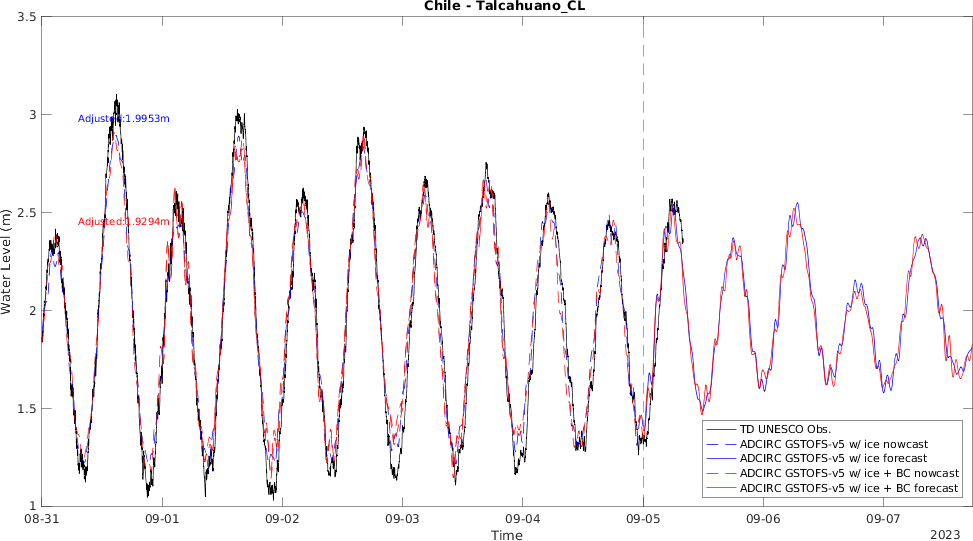 Chile - Talcahuano_CL
3.5
3
2.5
2
1.5
1
Water Level (m)
Adjusted:1.9953m
Adjusted:1.9294m
TD UNESCO Obs.
ADCIRC GSTOFS-v5 w/ ice nowcast
ADCIRC GSTOFS-v5 w/ ice forecast
ADCIRC GSTOFS-v5 w/ ice + BC nowcast
ADCIRC GSTOFS-v5 w/ ice + BC forecast
08-31 09-01 09-02 09-03 09-04 09-05 09-06 09-07
Time
2023